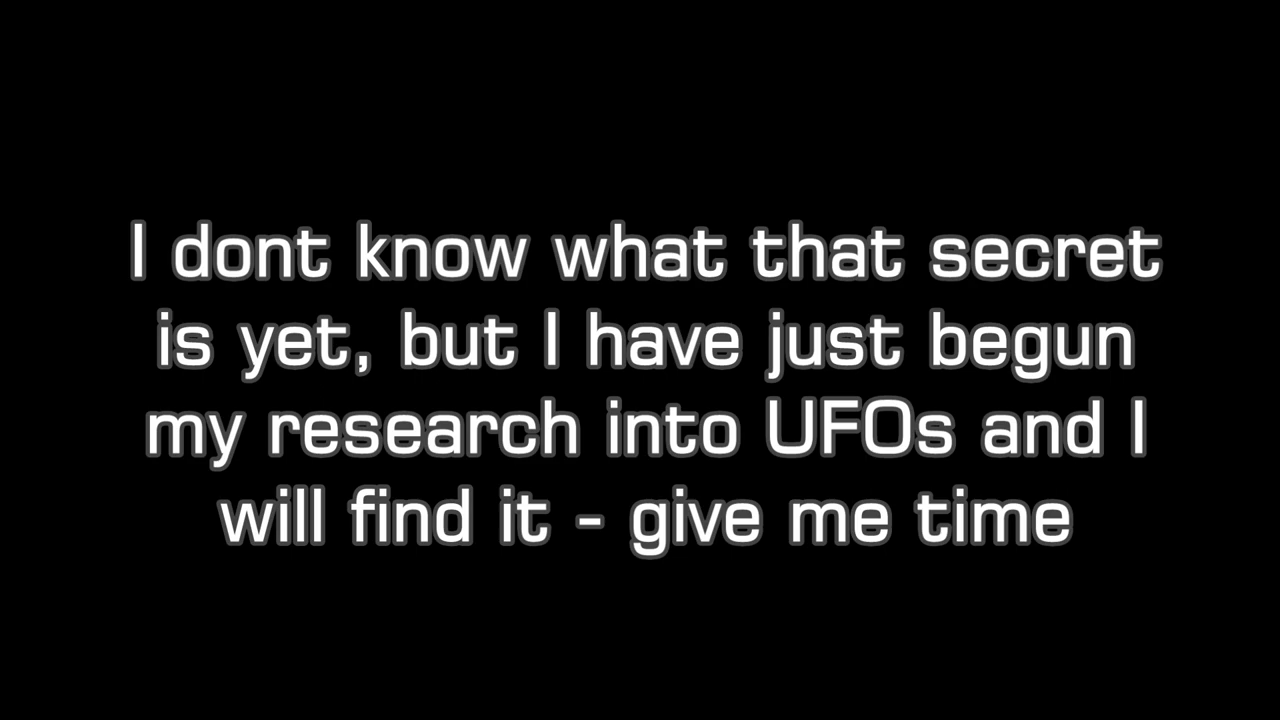 I dont know what that secret
is yet, but I have just begun
my research into UFOs and I
will find it - give me time